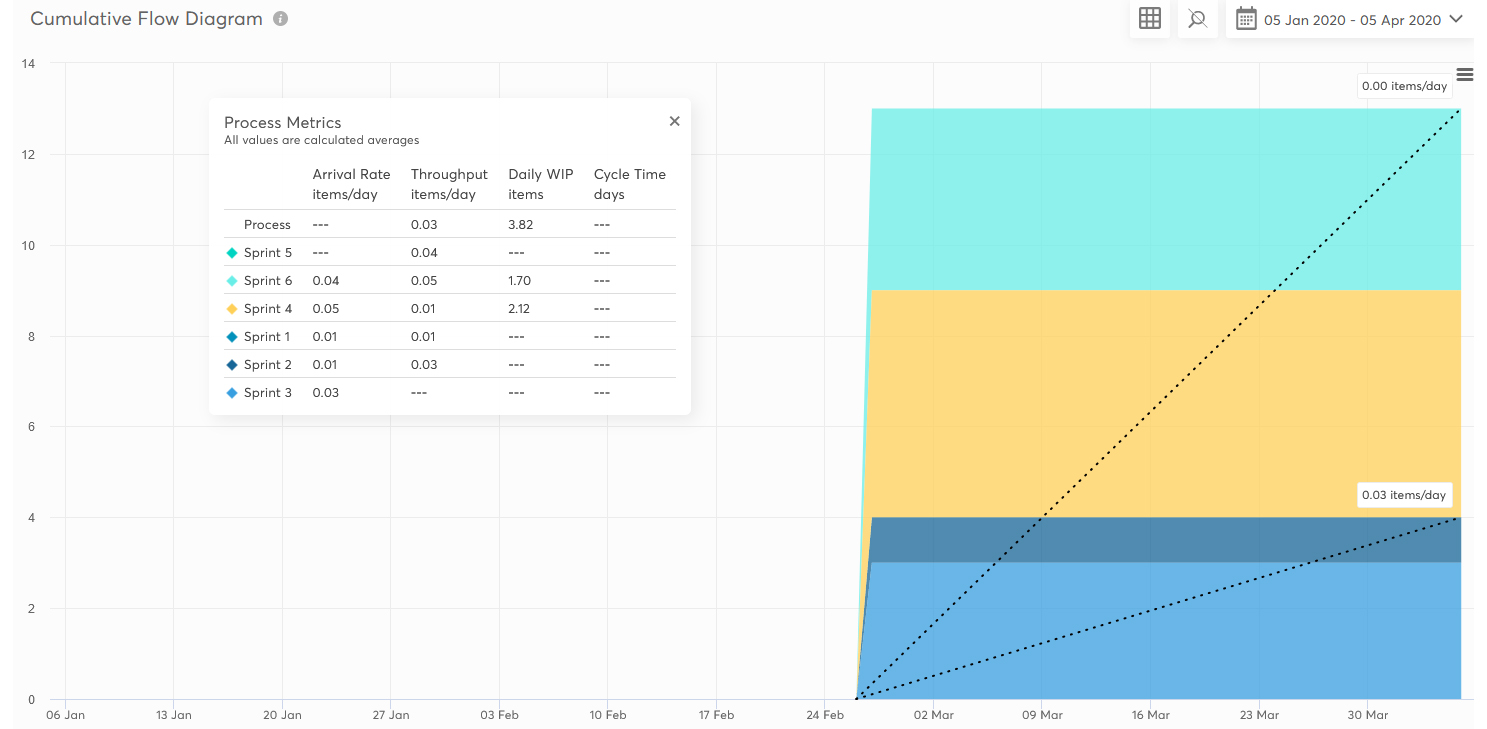 Cumulative Flow Diagram i
05 Jan 2020 - 05 Apr 2020
14
12
10
8
6
4
2
0
0.00 items/day
Process Metrics
All values are calculated averages
Arrival Rate items/day Throughput items/day Daily WIP items Cycle Time days
Process --- 0.03 3.82 ---
Sprint 5 --- 0.04 --- ---
Sprint 6 0.04 0.05 1.70 ---
Sprint 4 0.05 0.01 2.12 ---
Sprint 1 0.01 0.01 --- ---
Sprint 2 0.01 0.03 --- ---
Sprint 3 0.03 --- --- ---
0.03 items/day
06 Jan 13 Jan 20 Jan 27 Jan 03 Feb 10 Feb 17 Feb 24 Feb 02 Mar 09 Mar 16 Mar 23 Mar 30 Mar